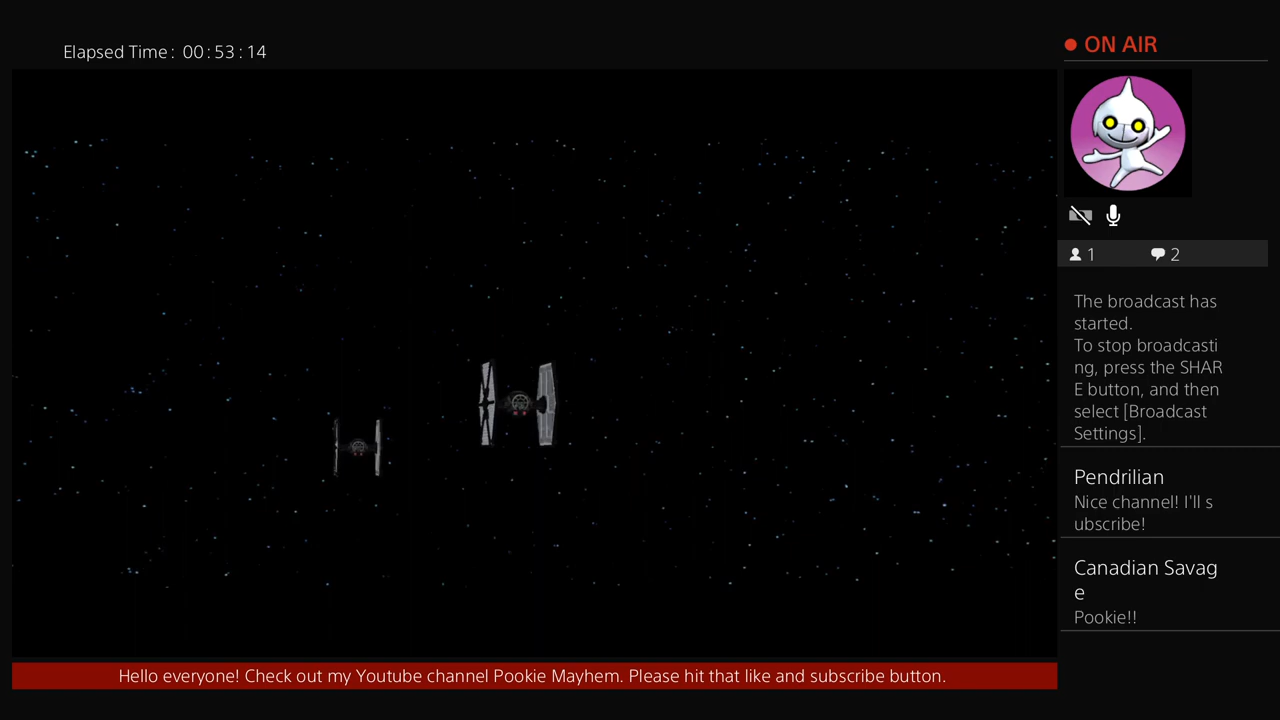 Elapsed Time: 00:53:14
ON AIR
1
2
The broadcast has
started.
To stop broadcasti
ng, press the SHAR
E button, and then
select [Broadcast
Settings].
Pendrilian
Nice channel! I'll s
ubscribe!
Canadian Savag
e
Pookie!!
Hello everyone! Check out my Youtube channel Pookie Mayhem. Please hit that like and subscribe button.